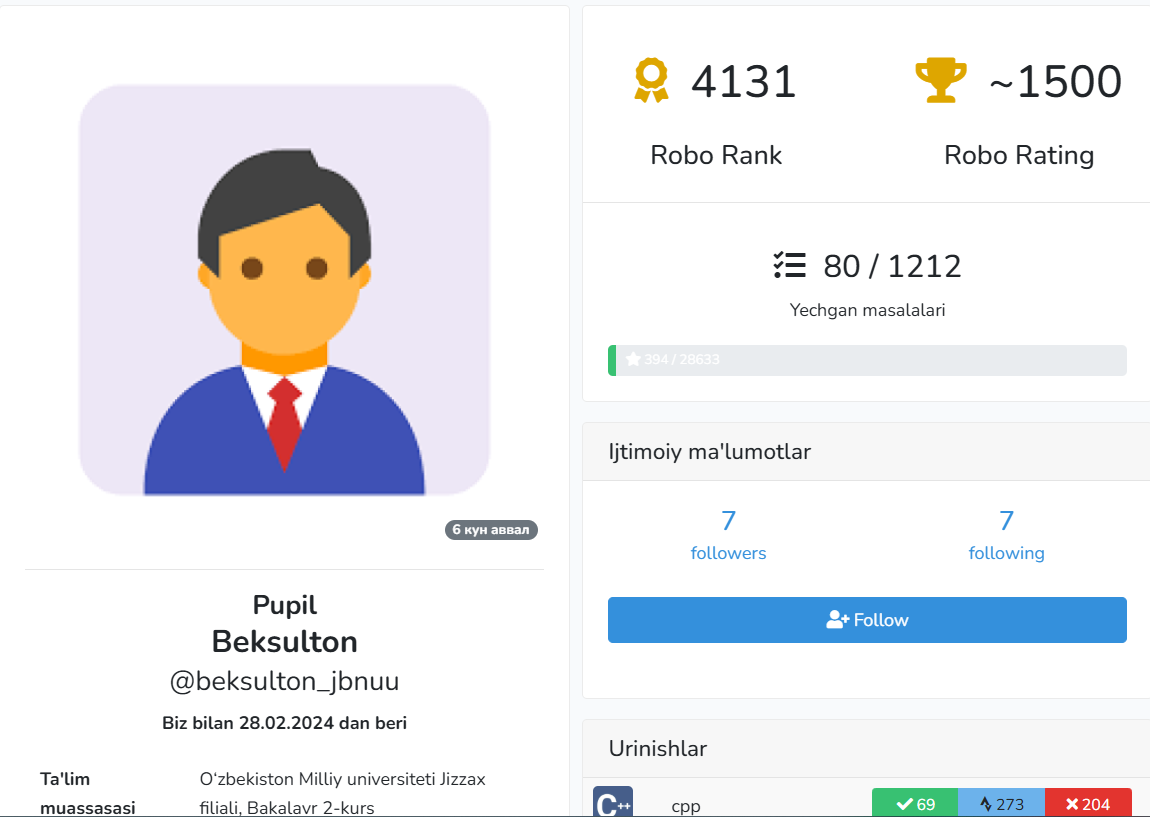 6 кун аввал
Pupil
Beksulton
@beksulton_jbnuu
Biz bilan 28.02.2024 dan beri
Ta'lim muassasasi
O‘zbekiston Milliy universiteti Jizzax
filiali, Bakalavr 2-kurs
4131
Robo Rank
~1500
Robo Rating
80 / 1212
Yechgan masalalari
394 / 28633
Ijtimoiy ma'lumotlar
7
followers
7
following
Follow
Urinishlar
C++ cpp 69 273 204